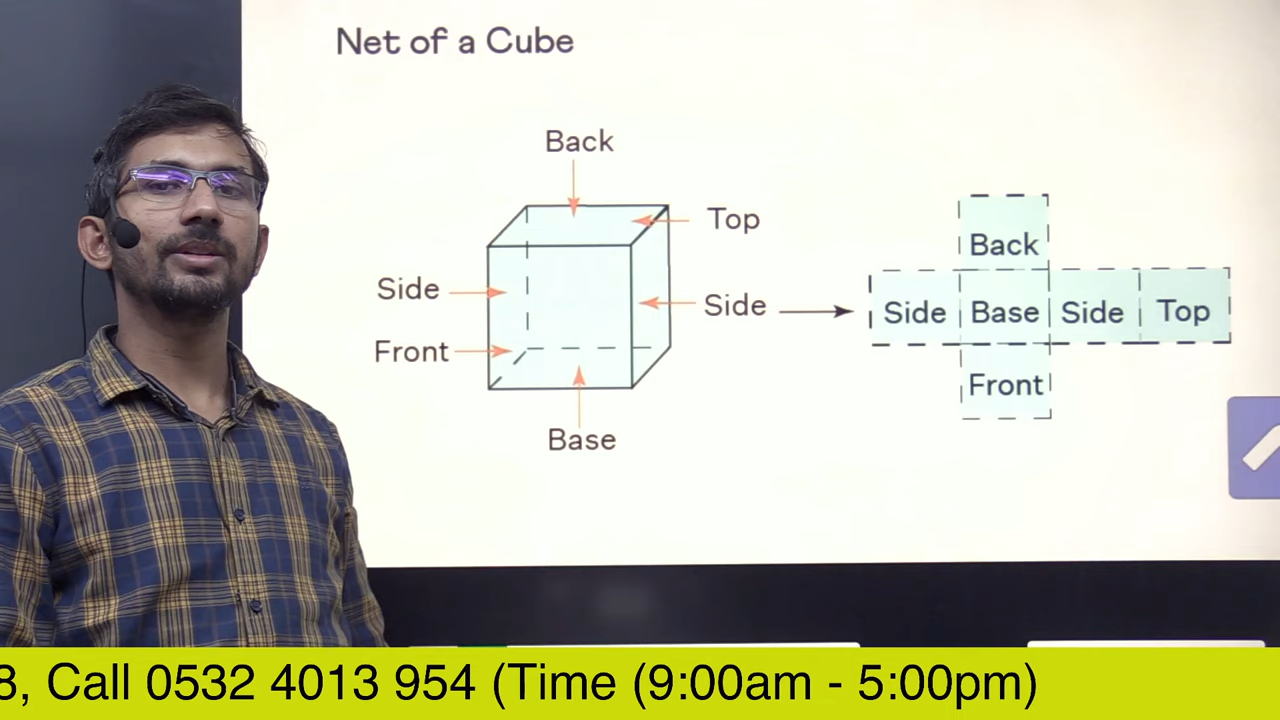 Net of a Cube
Back
Top
Side
Side
Front
Base
Back
Side Base Side Top
Front
8, Call 0532 4013 954 (Time (9:00am - 5:00pm)